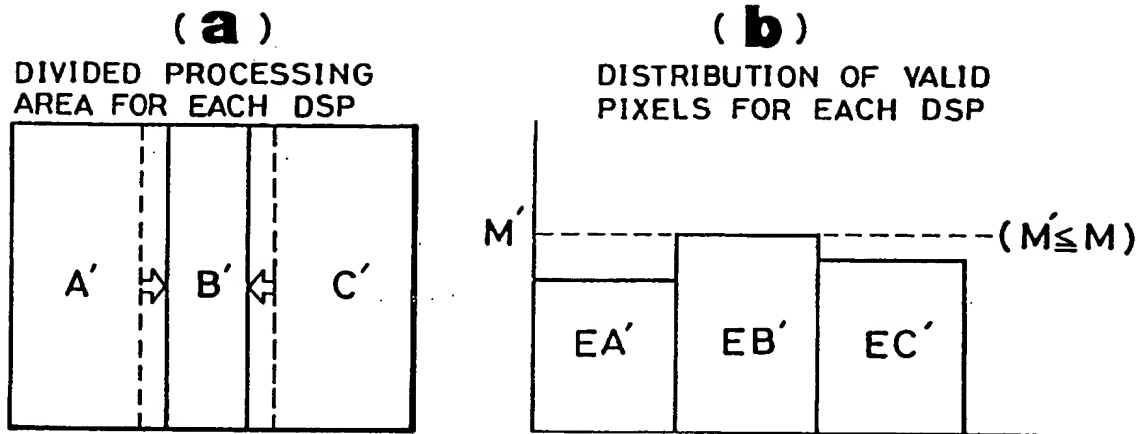 (a)
DIVIDED PROCESSING
AREA FOR EACH DSP
A′
B′
C′
(b)
DISTRIBUTION OF VALID
PIXELS FOR EACH DSP
M′
(M′≦M)
EA′
EB′
EC′